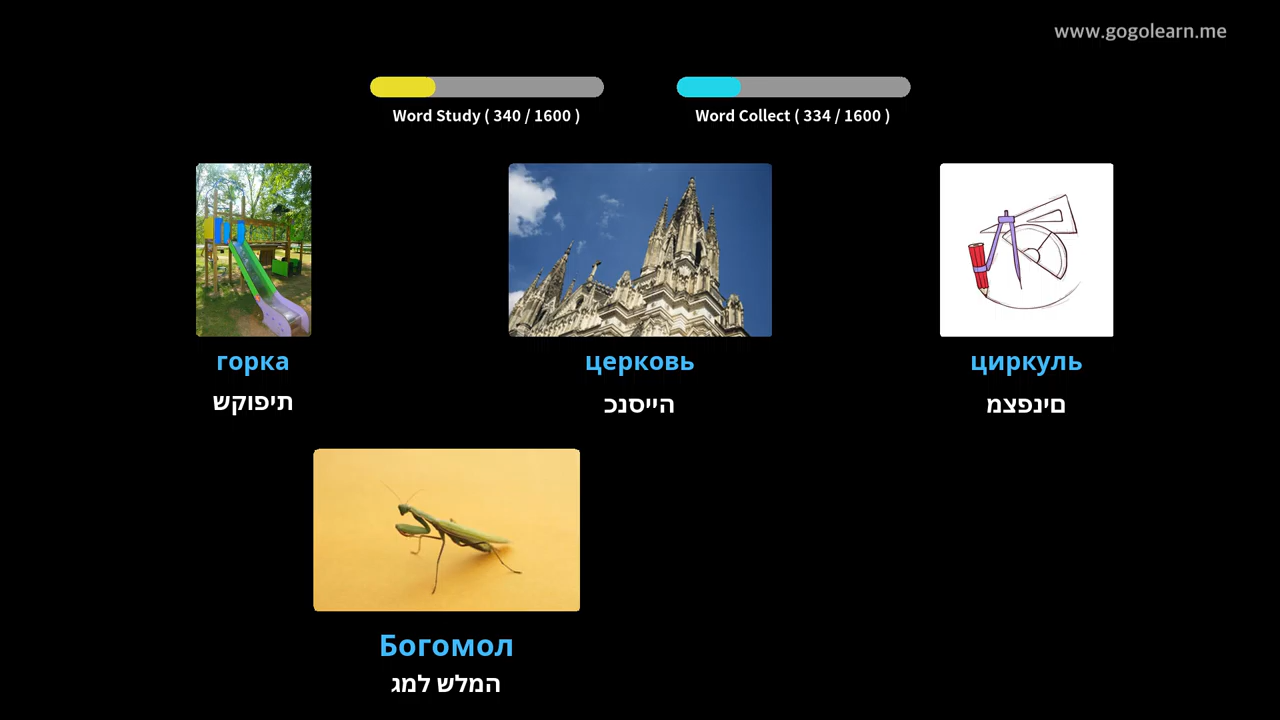 www.gogolearn.me
Word Study ( 340 / 1600 )
Word Collect ( 334 / 1600 )
горка
תיפוקש
церковь
הייסנכ
циркуль
םינפצמ
Богомол
המלש למג